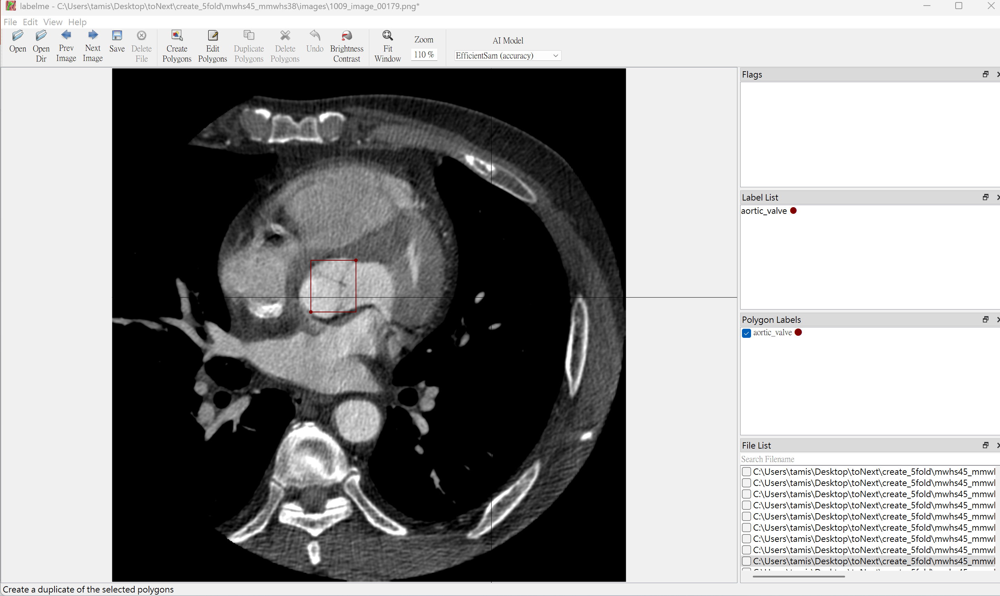 labelme - C:\Users\tamis\Desktop\toNext\create_5fold\mwhs45_mmwhs38\images\1009_image_00179.png*
File Edit View Help
Open
Open Dir
Prev Image
Next Image
Save
Delete File
Create Polygons
Edit Polygons
Duplicate Polygons
Delete Polygons
Undo
Brightness Contrast
Fit Window
Zoom
110 %
AI Model
EfficientSam (accuracy)
Flags
Label List
aortic_valve
Polygon Labels
aortic_valve
File List
Search Filename
C:\Users\tamis\Desktop\toNext\create_5fold\mwhs45_mmwl
C:\Users\tamis\Desktop\toNext\create_5fold\mwhs45_mmwl
C:\Users\tamis\Desktop\toNext\create_5fold\mwhs45_mmwl
C:\Users\tamis\Desktop\toNext\create_5fold\mwhs45_mmwl
C:\Users\tamis\Desktop\toNext\create_5fold\mwhs45_mmwl
C:\Users\tamis\Desktop\toNext\create_5fold\mwhs45_mmwl
C:\Users\tamis\Desktop\toNext\create_5fold\mwhs45_mmwl
C:\Users\tamis\Desktop\toNext\create_5fold\mwhs45_mmwl
C:\Users\tamis\Desktop\toNext\create_5fold\mwhs45_mmwl
Create a duplicate of the selected polygons